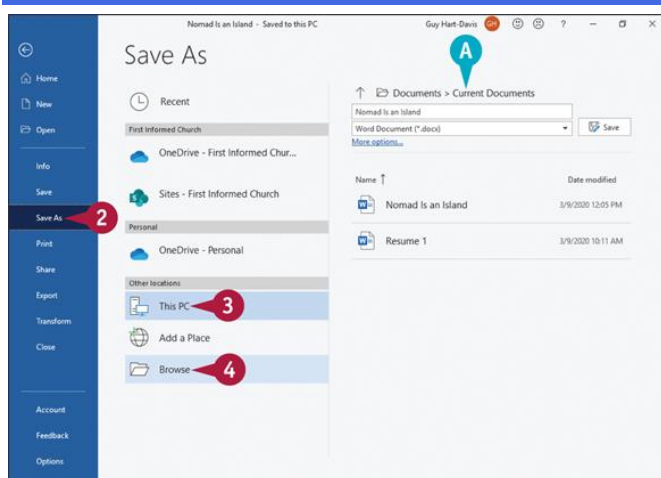 Nomad Is an Island - Saved to this PC
Guy Hart-Davis
GH
?
Save As
Home
New
Open
Info
Save
Save As
2
Print
Share
Export
Transform
Close
Account
Feedback
Options
Recent
First Informed Church
OneDrive - First Informed Chur...
Sites - First Informed Church
Personal
OneDrive - Personal
Other locations
This PC
3
Add a Place
Browse
4
A
Documents > Current Documents
Nomad Is an Island
Word Document (*.docx)
Save
More options...
Name ↑
Date modified
Nomad Is an Island
3/9/2020 12:05 PM
Resume 1
3/9/2020 10:11 AM